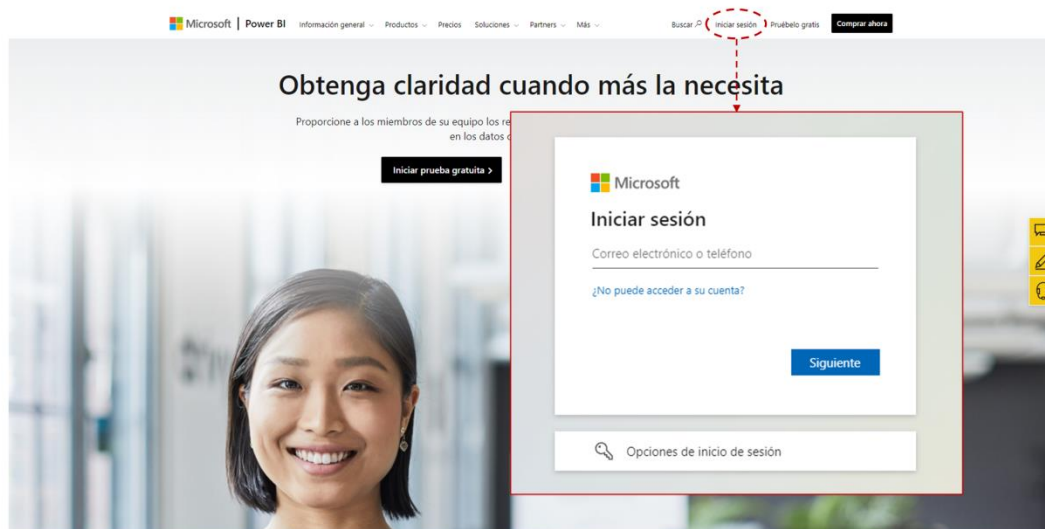 Microsoft | Power BI Información general Productos Precios Soluciones Partners Más Buscar Iniciar sesión Pruébelo gratis Comprar ahora
Obtenga claridad cuando más la necesita
Proporcione a los miembros de su equipo los re
en los datos
Iniciar prueba gratuita >
Microsoft
Iniciar sesión
Correo electrónico o teléfono
¿No puede acceder a su cuenta?
Siguiente
Opciones de inicio de sesión